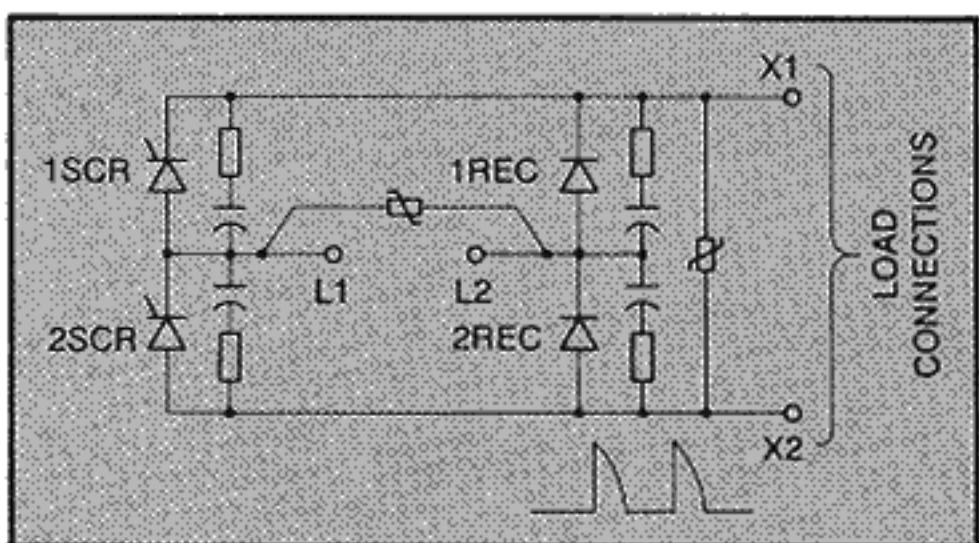 X1
1SCR
1REC
L1
L2
2SCR
2REC
X2
LOAD
CONNECTIONS